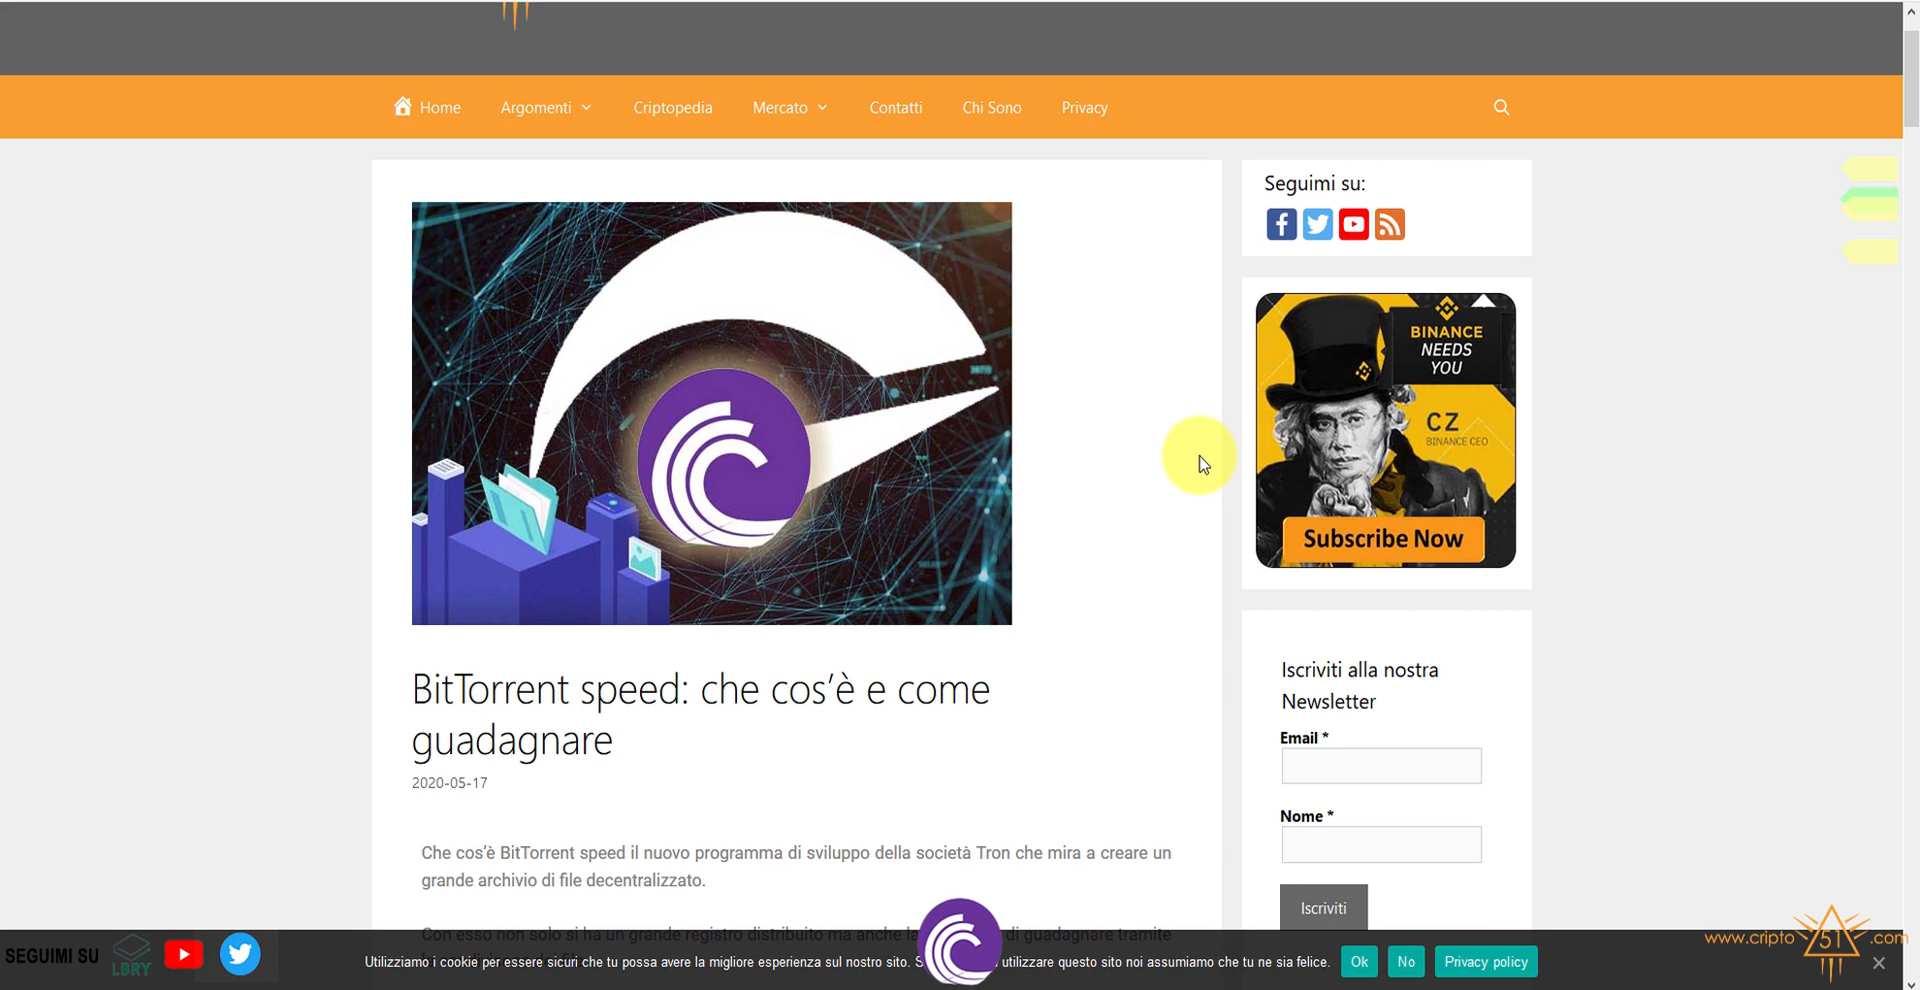 Home
Argomenti
Criptopedia
Mercato
Contatti
Chi Sono
Privacy
Seguimi su:
BINANCE
NEEDS
YOU
CZ
BINANCE CEO
Subscribe Now
BitTorrent speed: che cos'è e come
guadagnare
2020-05-17
Che cos'è BitTorrent speed il nuovo programma di sviluppo della società Tron che mira a creare un
grande archivio di file decentralizzato.
Con esso non solo si ha un grande registro distribuito ma anche la di guadagnare tramite
Iscriviti alla nostra
Newsletter
Email *
Nome *
Iscriviti
SEGUIMI SU
LBRY
Utilizziamo i cookie per essere sicuri che tu possa avere la migliore esperienza sul nostro sito. S utilizzare questo sito noi assumiamo che tu ne sia felice.
Ok
No
Privacy policy
www.cripto 51 .com